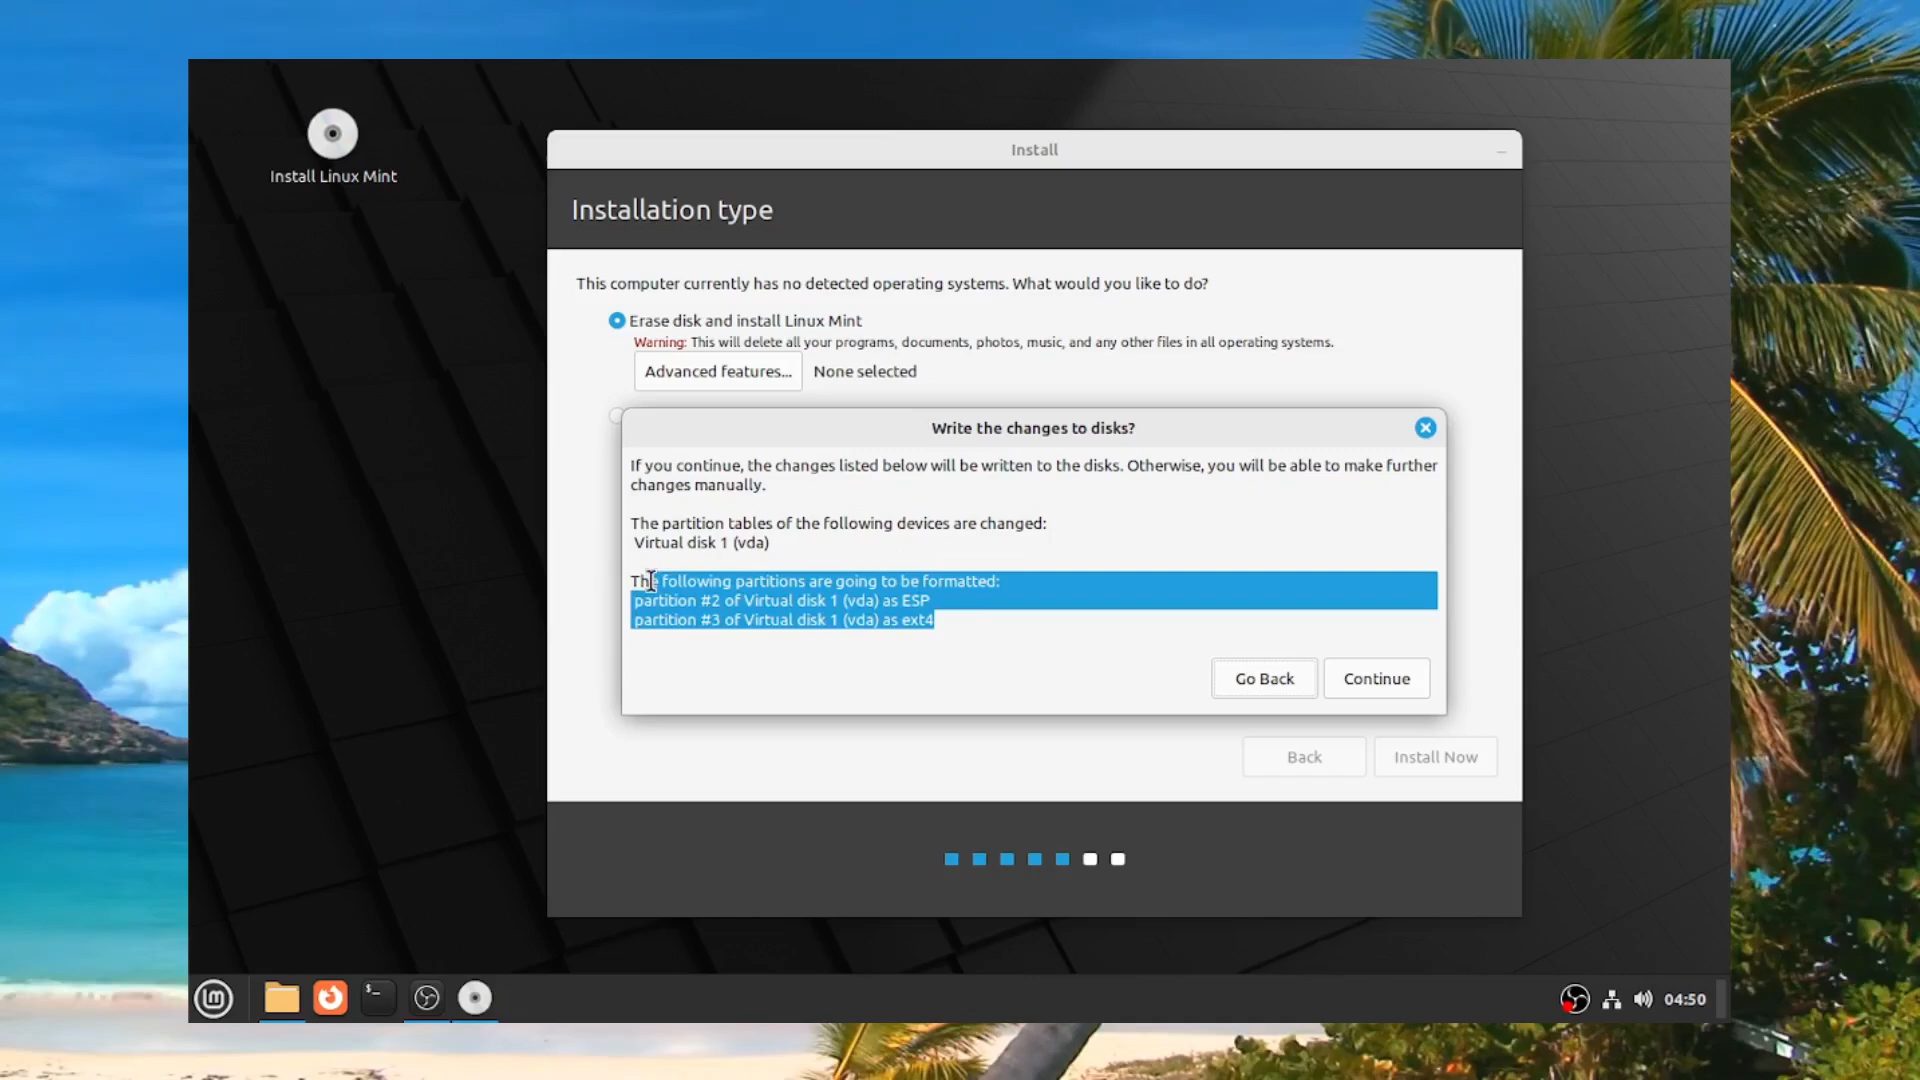 Install Linux Mint
Install
Installation type
This computer currently has no detected operating systems. What would you like to do?
Erase disk and install Linux Mint
Warning: This will delete all your programs, documents, photos, music, and any other files in all operating systems.
Advanced features... None selected
Write the changes to disks?
If you continue, the changes listed below will be written to the disks. Otherwise, you will be able to make further
changes manually.
The partition tables of the following devices are changed:
Virtual disk 1 (vda)
The following partitions are going to be formatted:
partition #2 of Virtual disk 1 (vda) as ESP
partition #3 of Virtual disk 1 (vda) as ext4
Go Back Continue
Back Install Now
04:50